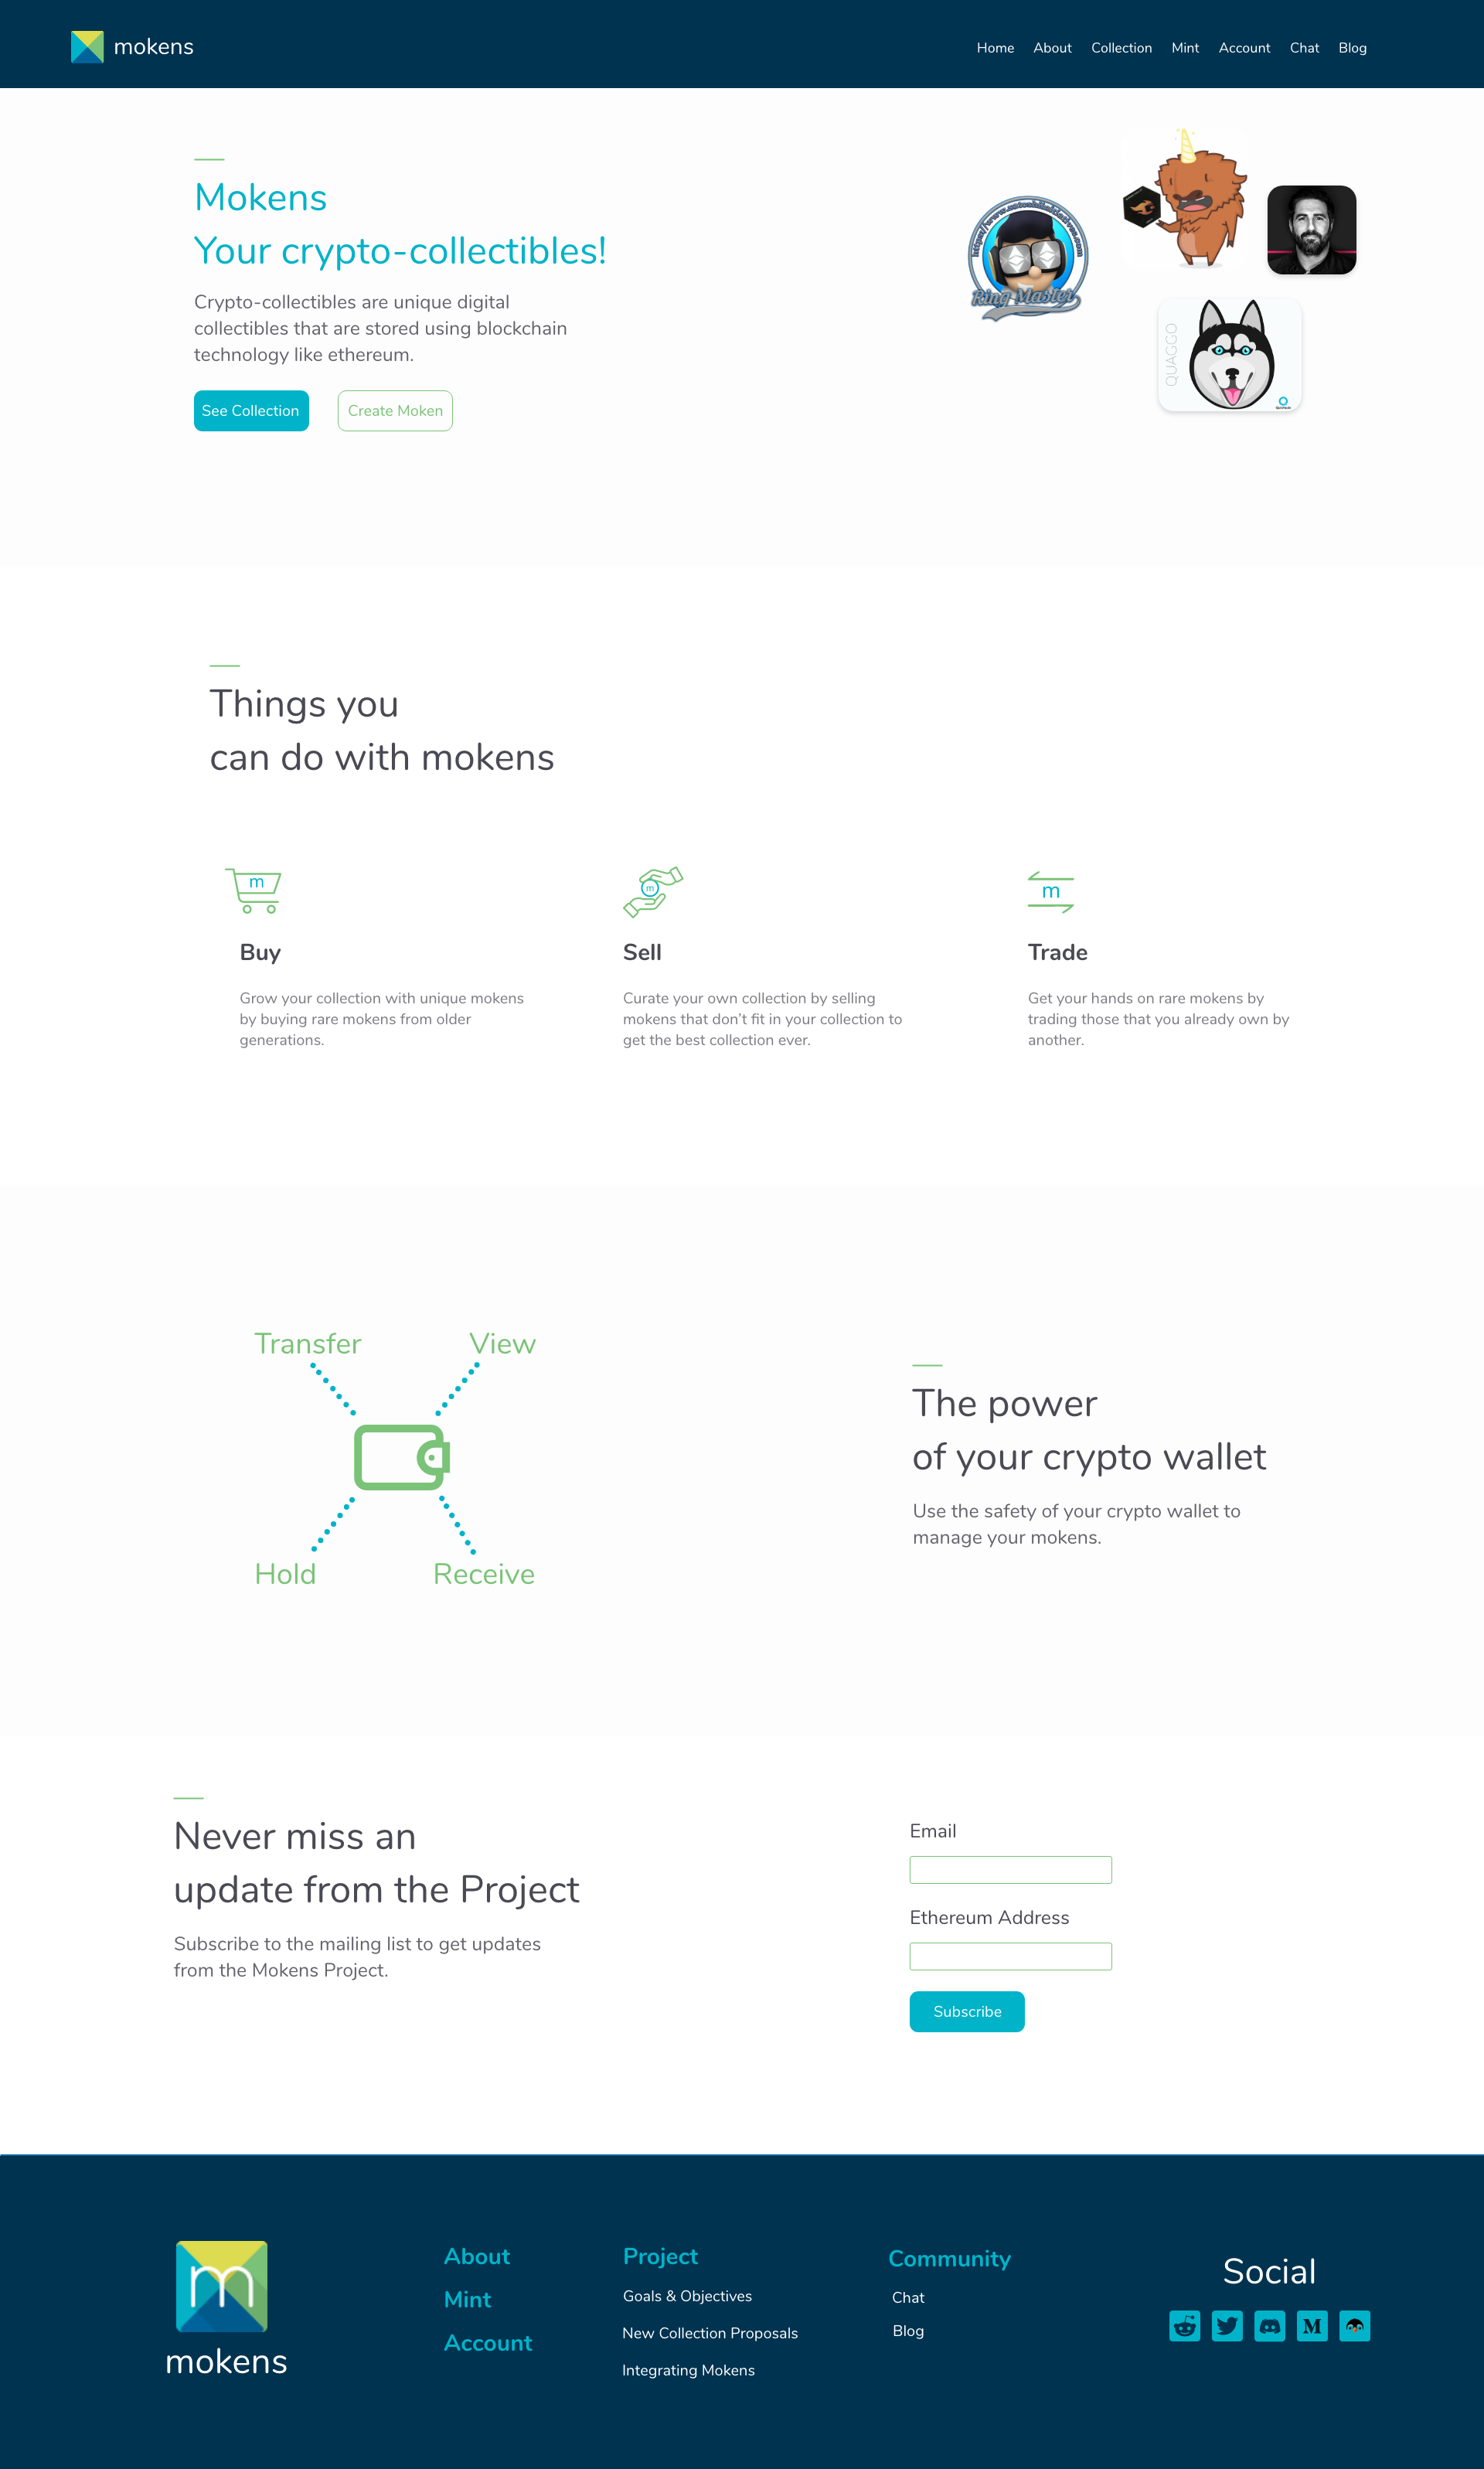 mokens
Home About Collection Mint Account Chat Blog
Mokens
Your crypto-collectibles!
Crypto-collectibles are unique digital
collectibles that are stored using blockchain
technology like ethereum.
See Collection
Create Moken
Ring Master
QUAGGO
Things you
can do with mokens
m
Buy
Grow your collection with unique mokens
by buying rare mokens from older
generations.
m
Sell
Curate your own collection by selling
mokens that don’t fit in your collection to
get the best collection ever.
m
Trade
Get your hands on rare mokens by
trading those that you already own by
another.
Transfer
View
Hold
Receive
The power
of your crypto wallet
Use the safety of your crypto wallet to
manage your mokens.
Never miss an
update from the Project
Subscribe to the mailing list to get updates
from the Mokens Project.
Email
Ethereum Address
Subscribe
m
mokens
About
Mint
Account
Project
Goals & Objectives
New Collection Proposals
Integrating Mokens
Community
Chat
Blog
Social
M